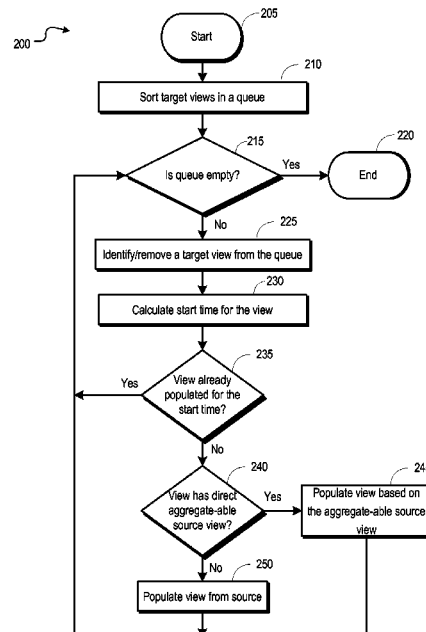 200
205
Start
210
Sort target views in a queue
215
Is queue empty?
Yes
220
End
No
225
Identify/remove a target view from the queue
230
Calculate start time for the view
235
View already
populated for the
start time?
Yes
No
240
View has direct
aggregate-able
source view?
Yes
24
Populate view based on
the aggregate-able source
view
No
250
Populate view from source